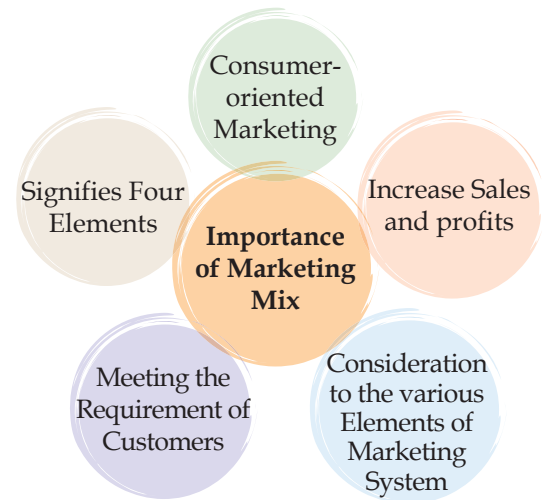 Consumer-
oriented
Marketing
Signifies Four
Elements
Increase Sales
and profits
Importance
of Marketing
Mix
Meeting the
Requirement of
Customers
Consideration
to the various
Elements of
Marketing
System